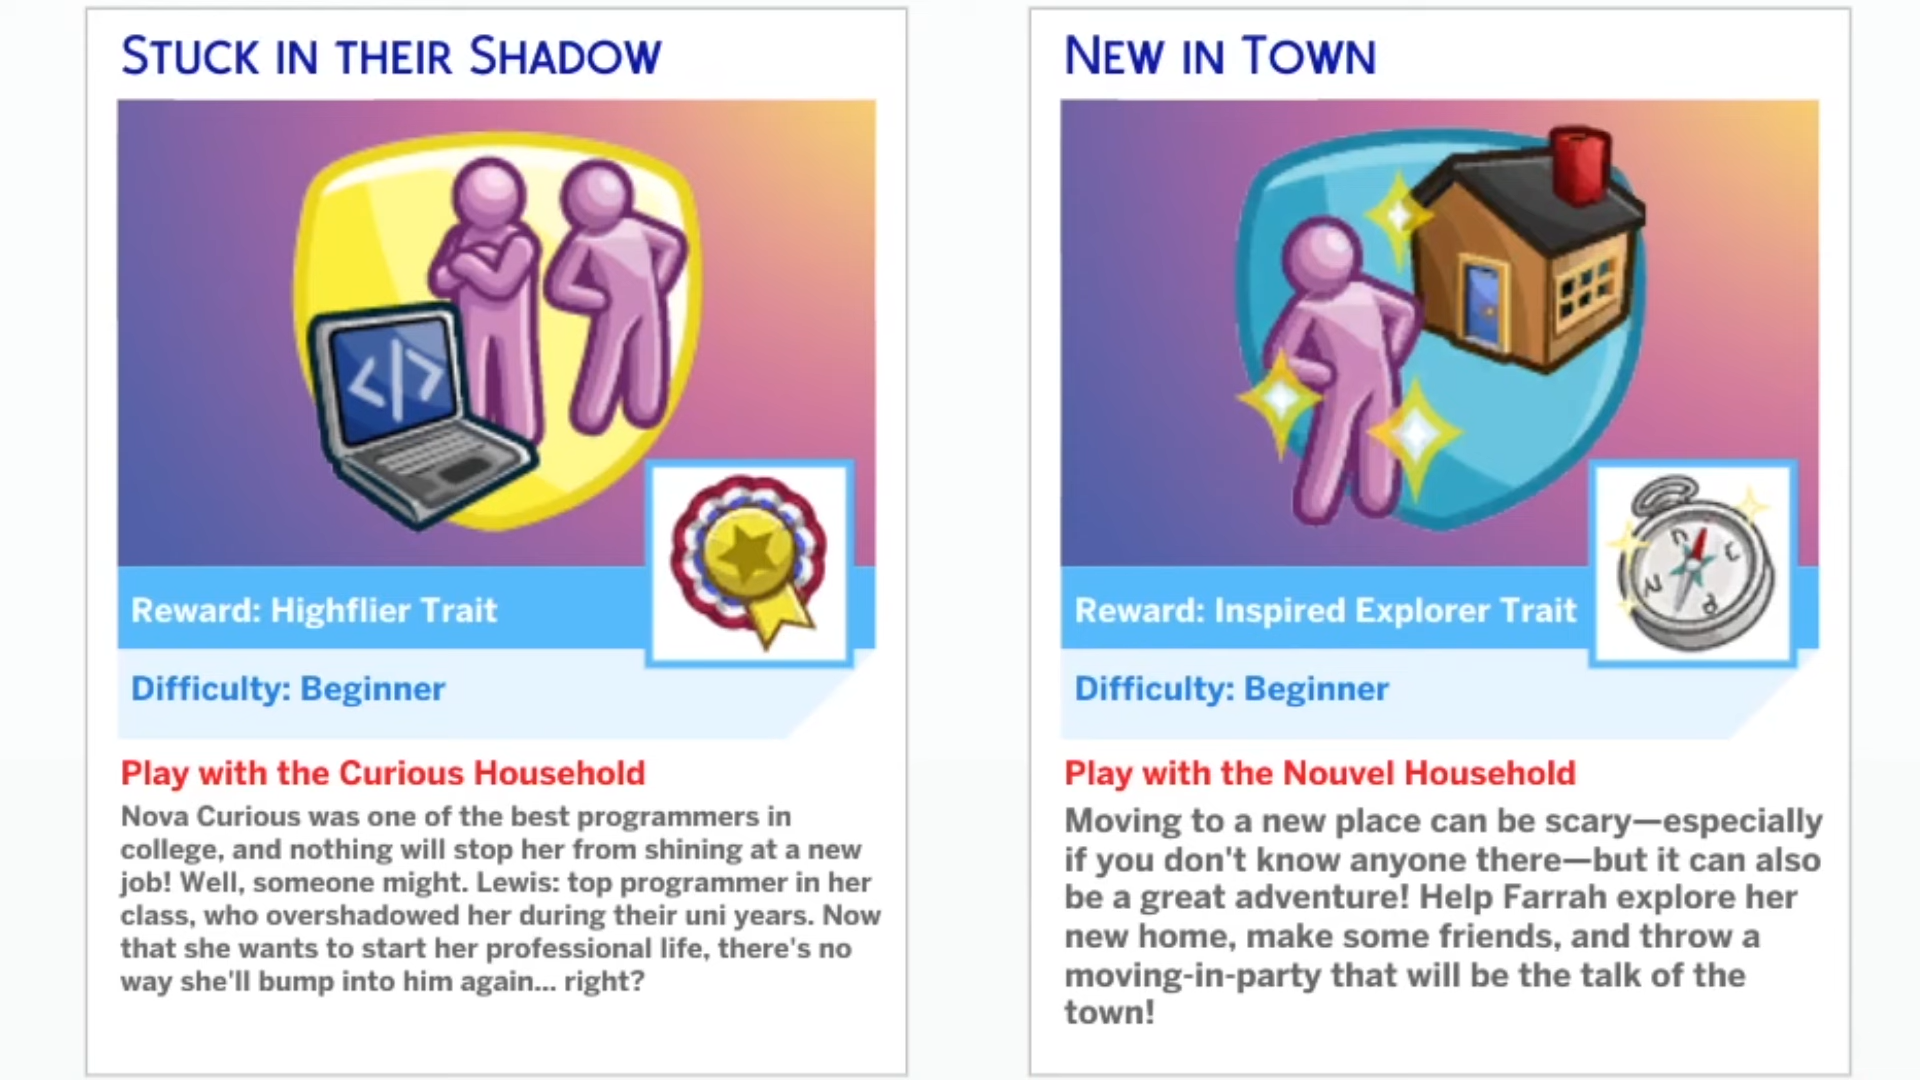 STUCK IN THEIR SHADOW
</>
Reward: Highflier Trait
Difficulty: Beginner
Play with the Curious Household
Nova Curious was one of the best programmers in
college, and nothing will stop her from shining at a new
job! Well, someone might. Lewis: top programmer in her
class, who overshadowed her during their uni years. Now
that she wants to start her professional life, there's no
way she'll bump into him again... right?
NEW IN TOWN
Reward: Inspired Explorer Trait
Difficulty: Beginner
Play with the Nouvel Household
Moving to a new place can be scary—especially
if you don't know anyone there—but it can also
be a great adventure! Help Farrah explore her
new home, make some friends, and throw a
moving-in-party that will be the talk of the
town!